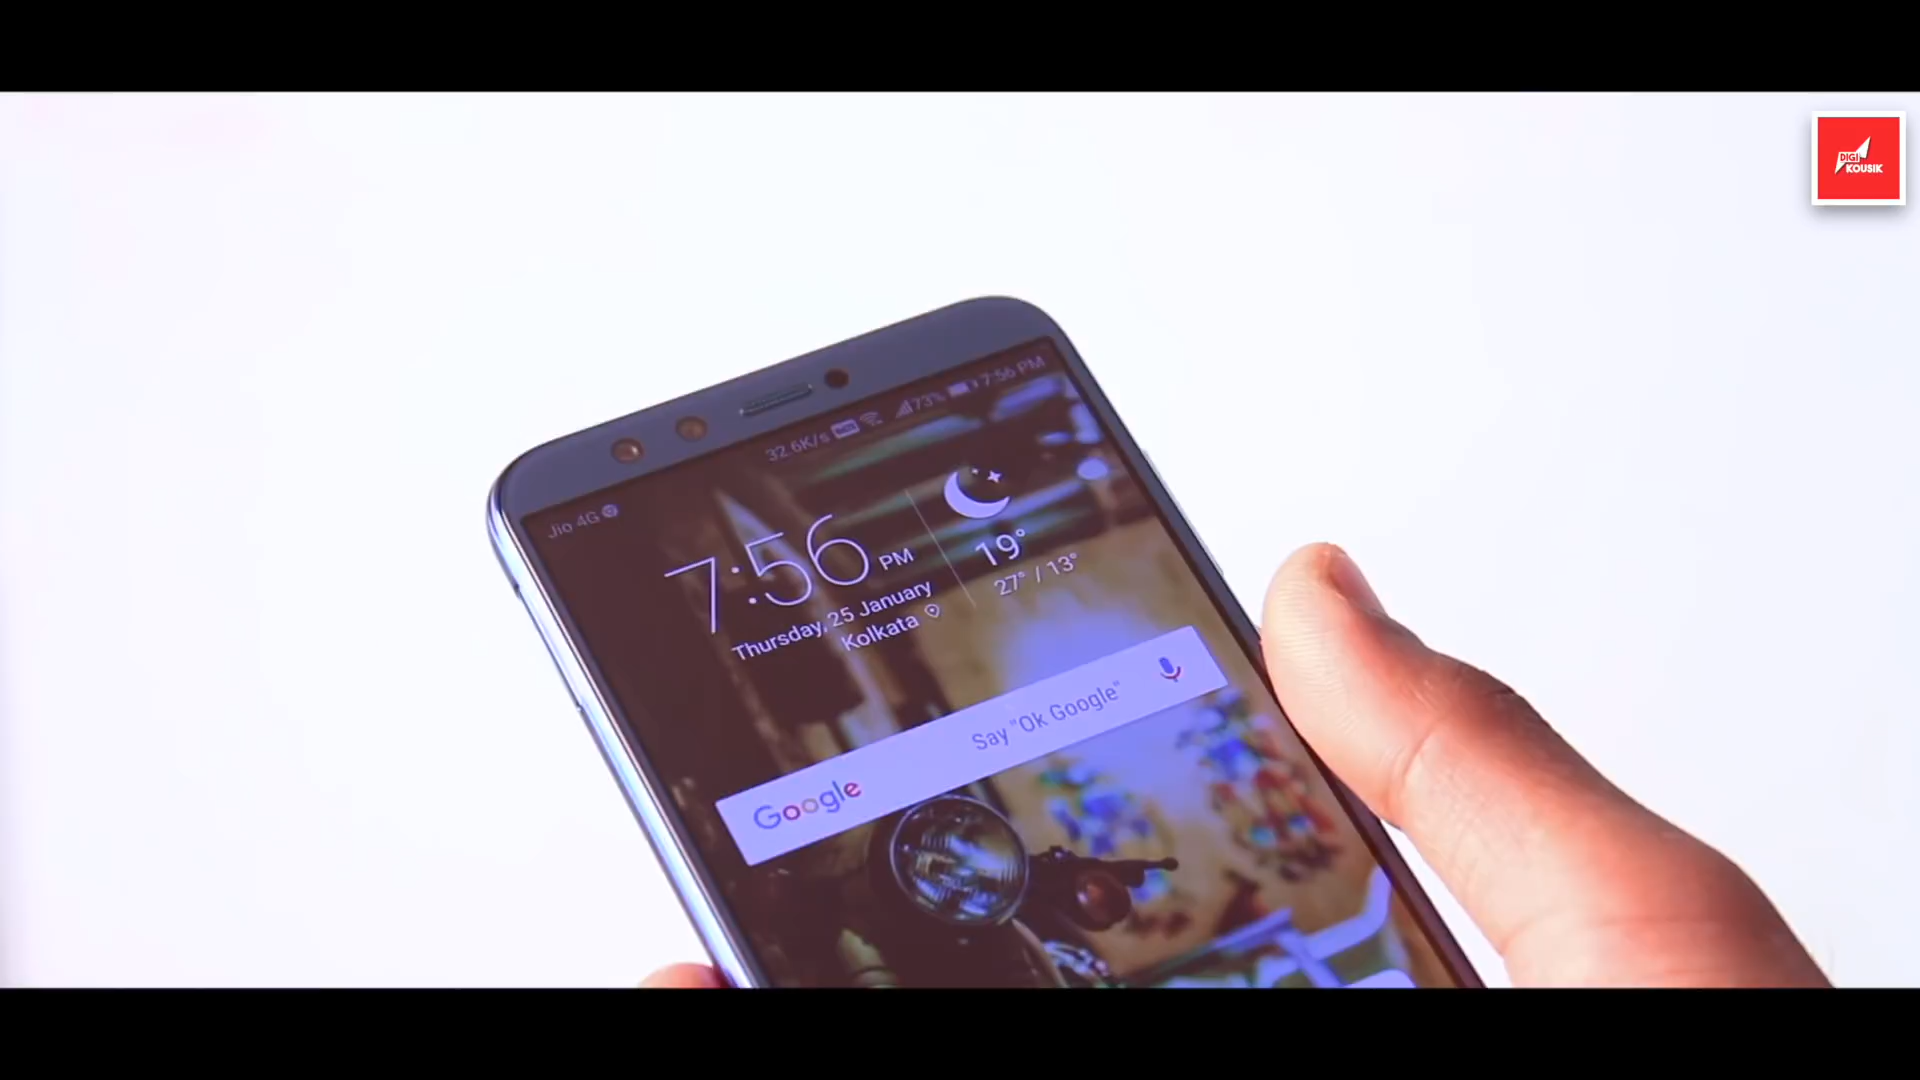 DIGI
KOUSIK
32.6K/s 73% 7:56 PM
Jio 4G
7:56 PM
Thursday, 25 January
Kolkata
19°
27° / 13°
Say "Ok Google"
Google